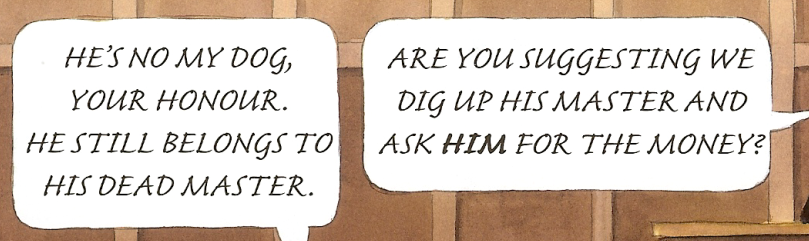 HE'S NO MY DOG,
YOUR HONOUR.
HE STILL BELONGS TO
HIS DEAD MASTER.
ARE YOU SUGGESTING WE
DIG UP HIS MASTER AND
ASK HIM FOR THE MONEY?